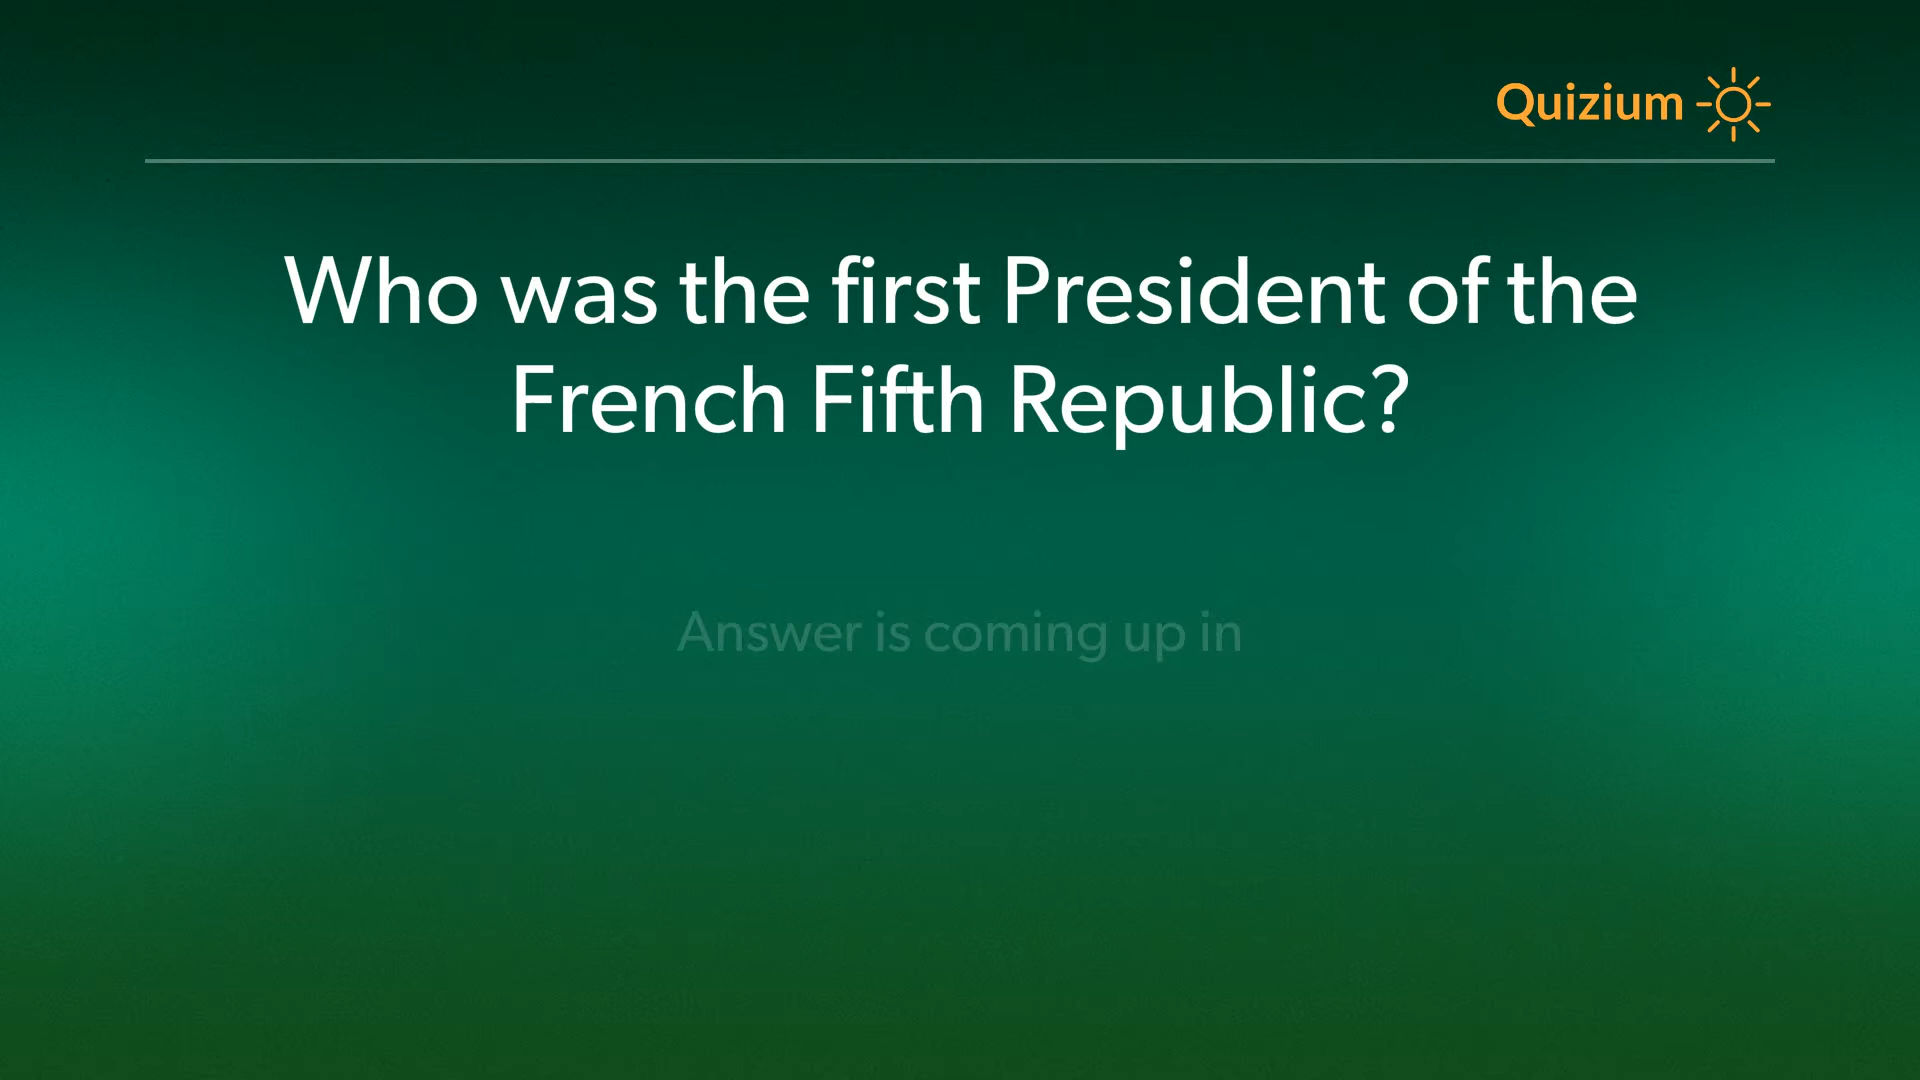 Quizium
Who was the first President of the
French Fifth Republic?
Answer is coming up in